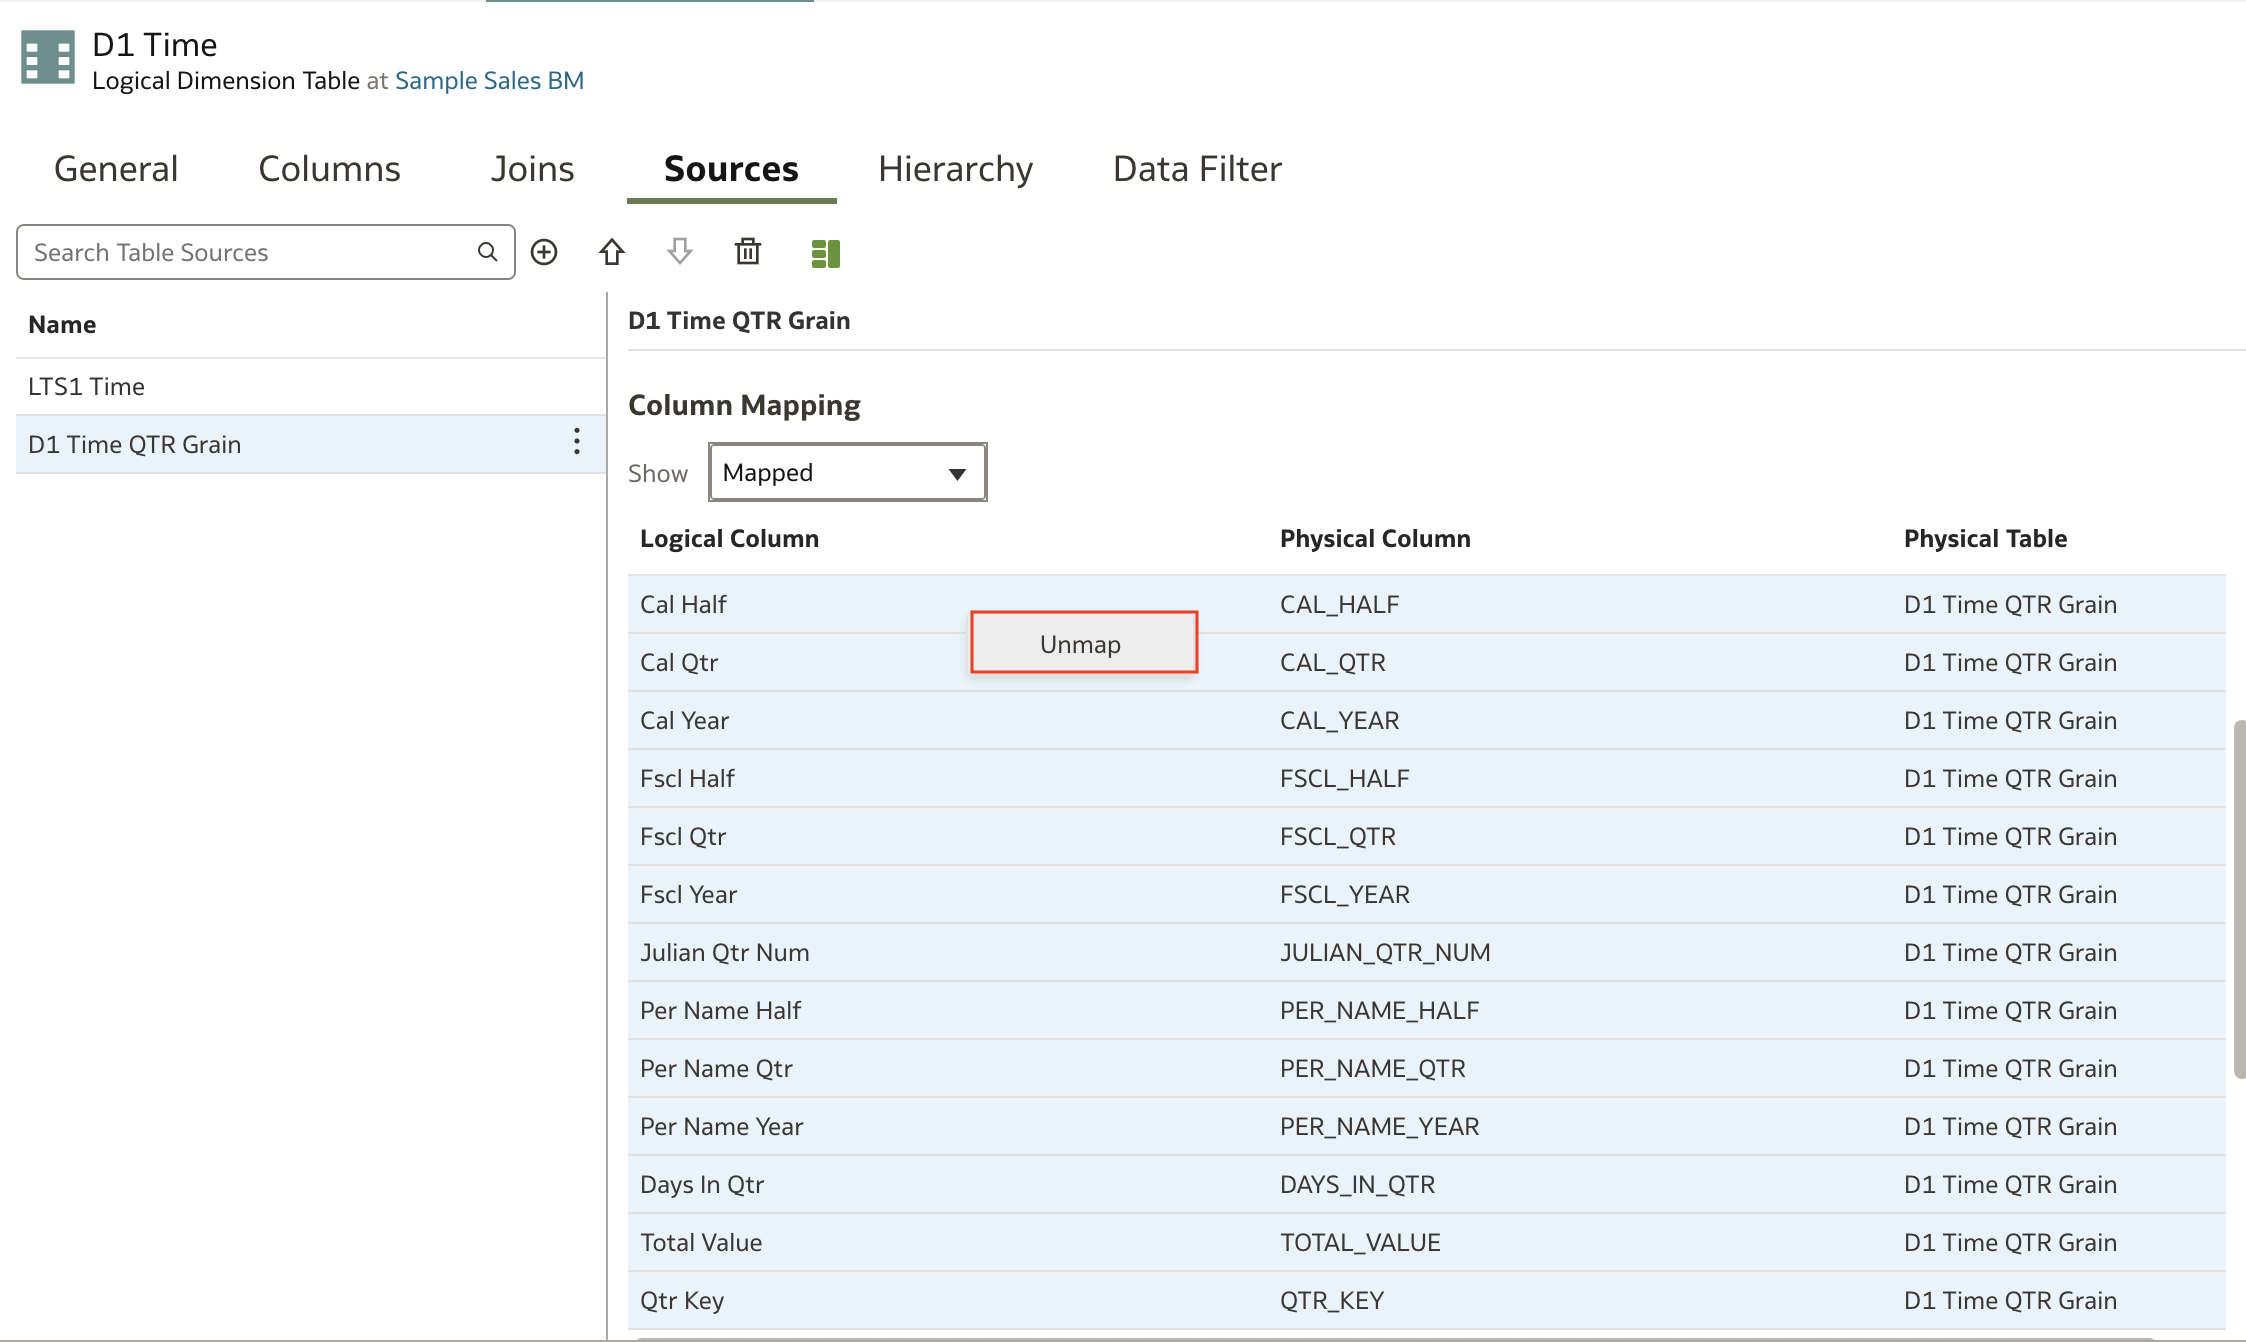 D1 Time
Logical Dimension Table at Sample Sales BM
General Columns Joins Sources Hierarchy Data Filter
Search Table Sources
Name
LTS1 Time
D1 Time QTR Grain
D1 Time QTR Grain
Column Mapping
Show Mapped
Logical Column Physical Column Physical Table
Cal Half CAL_HALF D1 Time QTR Grain
Unmap
Cal Qtr CAL_QTR D1 Time QTR Grain
Cal Year CAL_YEAR D1 Time QTR Grain
Fscl Half FSCL_HALF D1 Time QTR Grain
Fscl Qtr FSCL_QTR D1 Time QTR Grain
Fscl Year FSCL_YEAR D1 Time QTR Grain
Julian Qtr Num JULIAN_QTR_NUM D1 Time QTR Grain
Per Name Half PER_NAME_HALF D1 Time QTR Grain
Per Name Qtr PER_NAME_QTR D1 Time QTR Grain
Per Name Year PER_NAME_YEAR D1 Time QTR Grain
Days In Qtr DAYS_IN_QTR D1 Time QTR Grain
Total Value TOTAL_VALUE D1 Time QTR Grain
Qtr Key QTR_KEY D1 Time QTR Grain